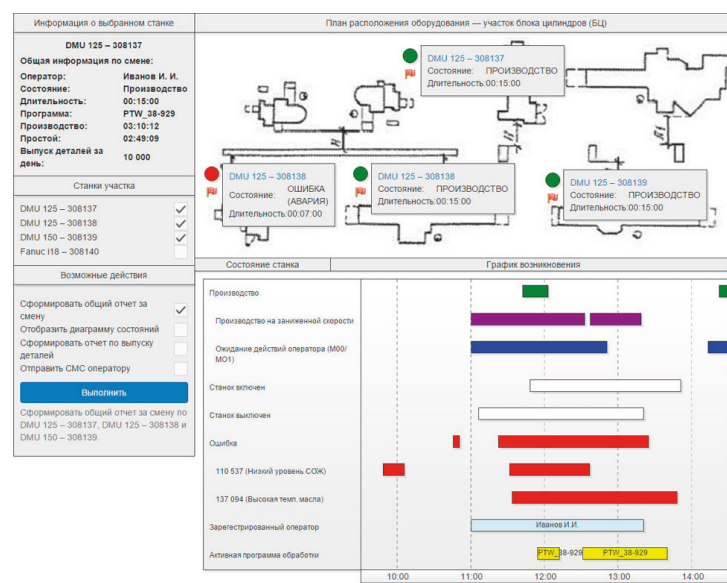 Информация о выбранном станке
DMU 125 – 308137
Общая информация по смене:
Оператор: Иванов И. И.
Состояние: Производство
Длительность: 00:15:00
Программа: PTW_38-929
Производство: 03:10:12
Простой: 02:49:09
Выпуск деталей за
день: 10 000
Станки участка
DMU 125 – 308137
DMU 125 – 308138
DMU 150 – 308139
Fanuc i18 – 308140
Возможные действия
Сформировать общий отчет за
смену
Отобразить диаграмму состояний
Сформировать отчет по выпуску
деталей
Отправить СМС оператору
Выполнить
Сформировать общий отчет за смену по
DMU 125 – 308137, DMU 125 – 308138 и
DMU 150 – 308139.
План расположения оборудования — участок блока цилиндров (БЦ)
DMU 125 – 308137
Состояние: ПРОИЗВОДСТВО
Длительность:00:15:00
DMU 125 – 308138
Состояние: ОШИБКА
(АВАРИЯ)
Длительность:00:07:00
DMU 125 – 308138
Состояние: ПРОИЗВОДСТВО
Длительность:00:15:00
DMU 125 – 308139
Состояние: ПРОИЗВОДСТВО
Длительность:00:15:00
Состояние станка
График возникновения
Производство
Производство на заниженной скорости
Ожидание действий оператора (М00/
МО1)
Станок включен
Станок выключен
Ошибка
110 537 (Низкий уровень СОЖ)
137 094 (Высокая темп. масла)
Зарегестрированный оператор
Иванов И.И.
Активная программа обработки
PTW_38-929
PTW_38-929
10:00 11:00 12:00 13:00 14:00